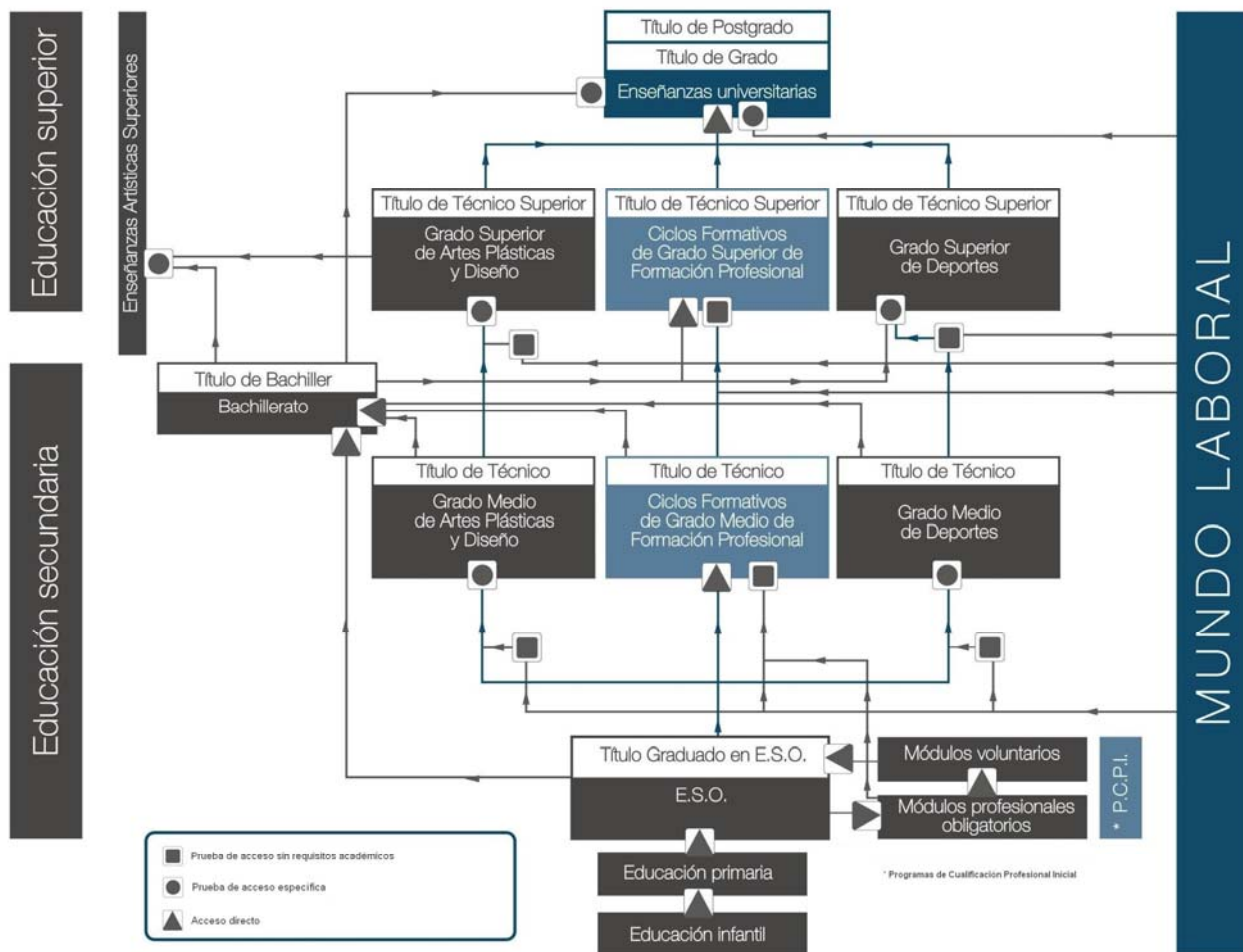 Educación superior
Enseñanzas Artísticas Superiores
Título de Postgrado
Título de Grado
Enseñanzas universitarias
Título de Técnico Superior
Grado Superior
de Artes Plásticas
y Diseño
Título de Técnico Superior
Ciclos Formativos
de Grado Superior de
Formación Profesional
Título de Técnico Superior
Grado Superior
de Deportes
MUNDO LABORAL
Educación secundaria
Título de Bachiller
Bachillerato
Título de Técnico
Grado Medio
de Artes Plásticas
y Diseño
Título de Técnico
Ciclos Formativos
de Grado Medio de
Formación Profesional
Título de Técnico
Grado Medio
de Deportes
Título Graduado en E.S.O.
E.S.O.
Módulos voluntarios
Módulos profesionales
obligatorios
* P.C.P.I.
Educación primaria
Educación infantil
* Programas de Cualificación Profesional Inicial
Prueba de acceso sin requisitos académicos
Prueba de acceso específica
Acceso directo